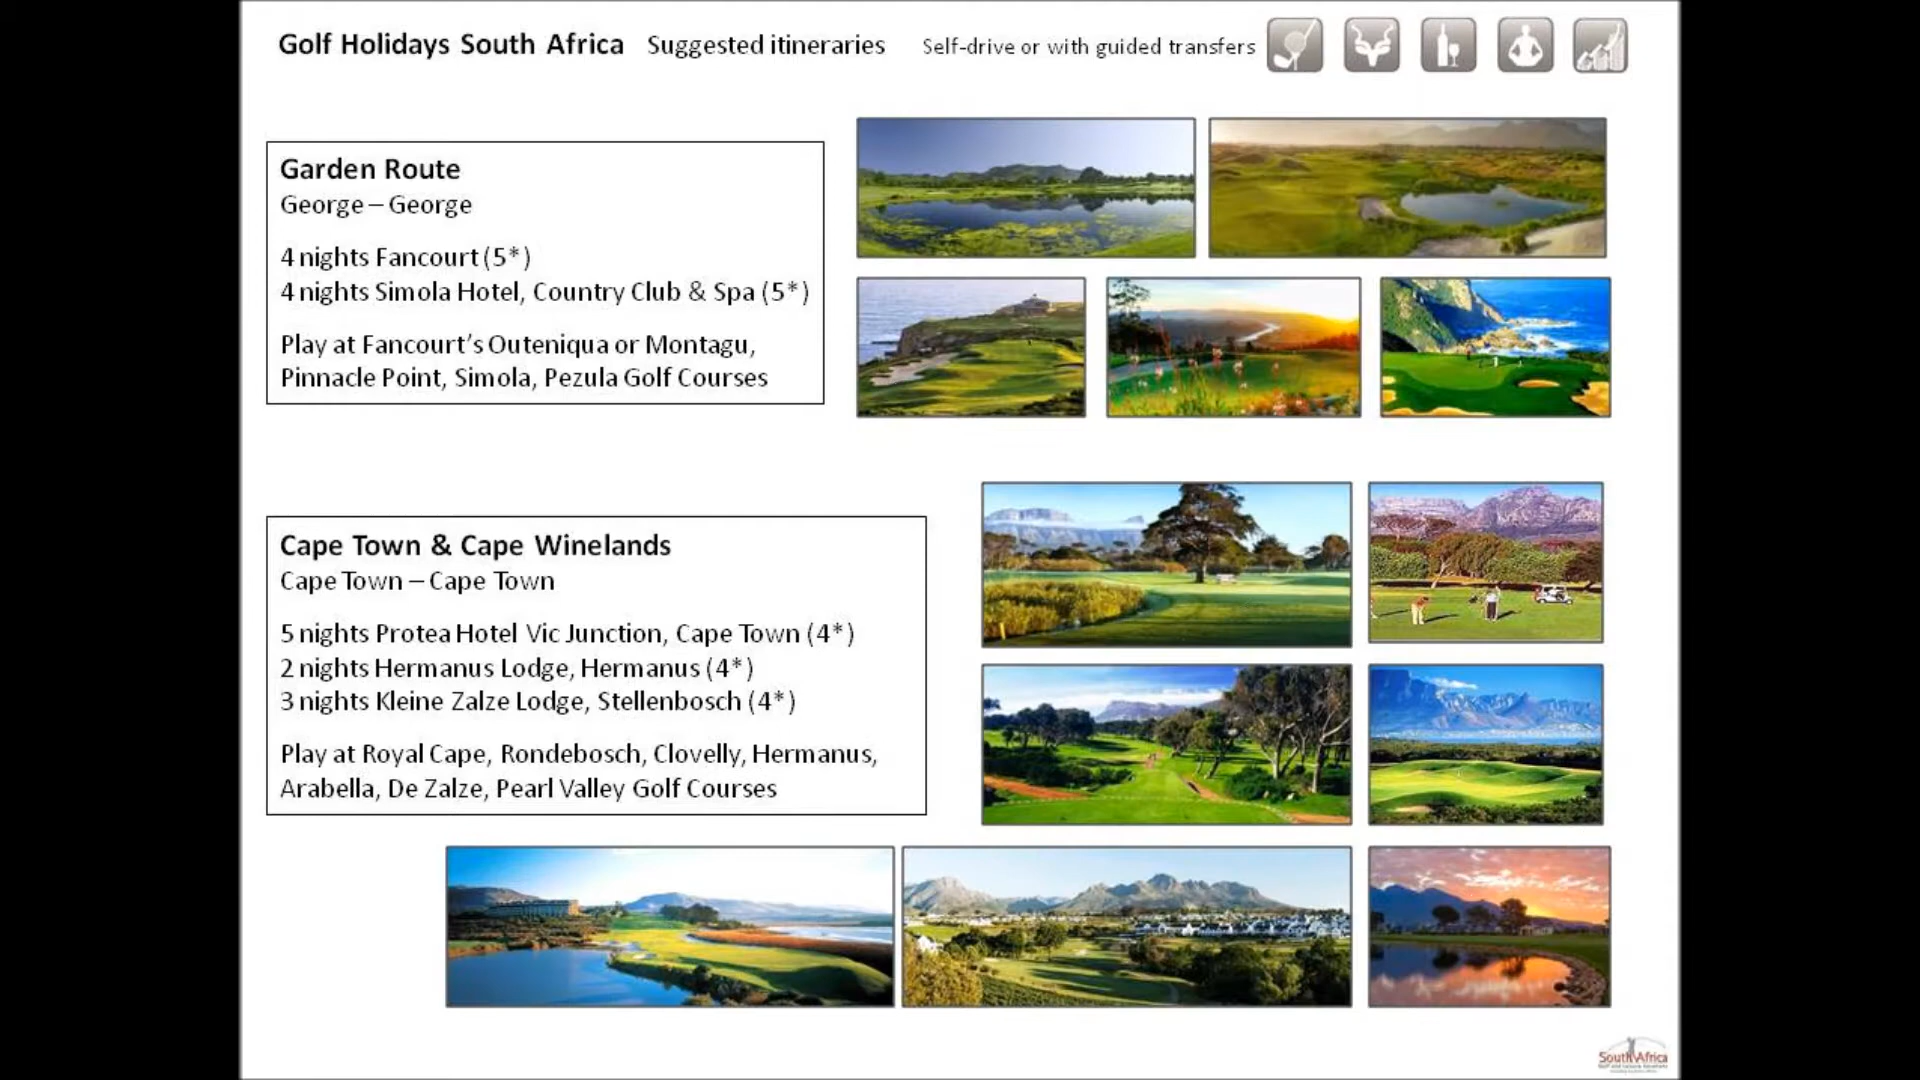 Golf Holidays South Africa Suggested itineraries Self-drive or with guided transfers
Garden Route
George – George
4 nights Fancourt (5*)
4 nights Simola Hotel, Country Club & Spa (5*)
Play at Fancourt's Outeniqua or Montagu,
Pinnacle Point, Simola, Pezula Golf Courses
Cape Town & Cape Winelands
Cape Town – Cape Town
5 nights Protea Hotel Vic Junction, Cape Town (4*)
2 nights Hermanus Lodge, Hermanus (4*)
3 nights Kleine Zalze Lodge, Stellenbosch (4*)
Play at Royal Cape, Rondebosch, Clovelly, Hermanus,
Arabella, De Zalze, Pearl Valley Golf Courses
South Africa